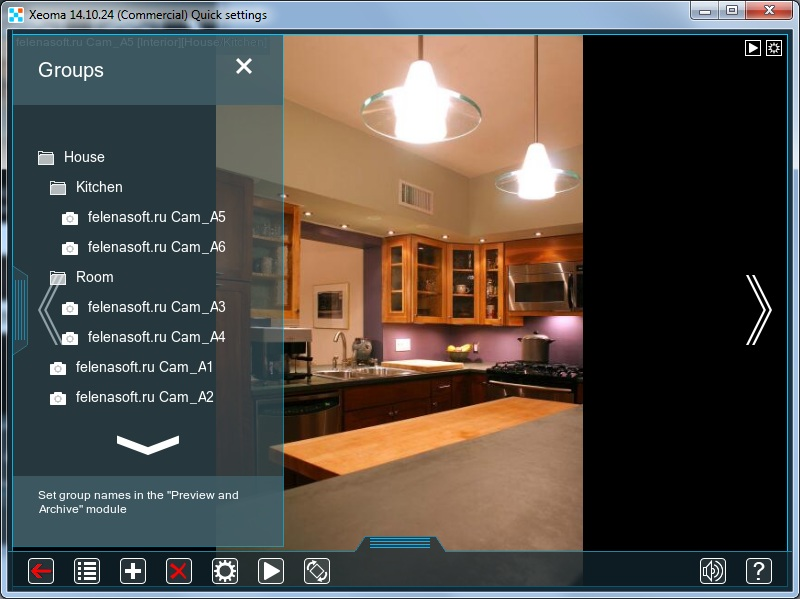 Xeoma 14.10.24 (Commercial) Quick settings
felenasoft.ru Cam_A5 [Interior][House Kitchen]
Groups
House
Kitchen
felenasoft.ru Cam_A5
felenasoft.ru Cam_A6
Room
felenasoft.ru Cam_A3
felenasoft.ru Cam_A4
felenasoft.ru Cam_A1
felenasoft.ru Cam_A2
Set group names in the "Preview and
Archive" module
?